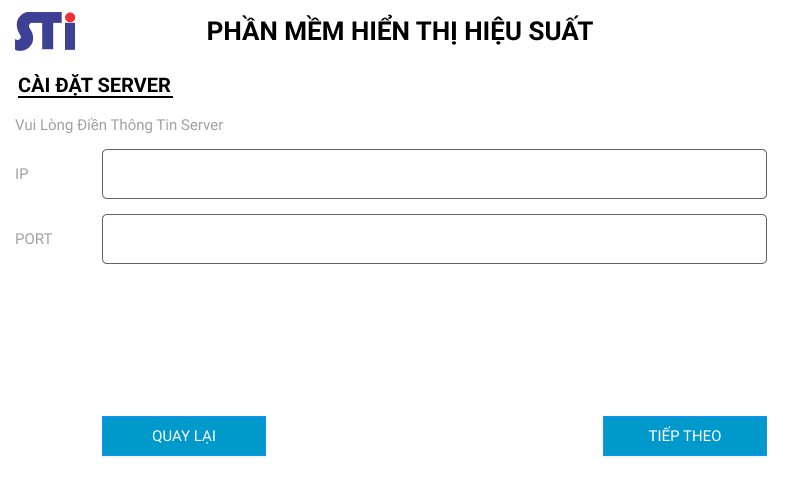 STi
PHẦN MỀM HIỂN THỊ HIỆU SUẤT
CÀI ĐẶT SERVER
Vui Lòng Điền Thông Tin Server
IP
PORT
QUAY LẠI
TIẾP THEO